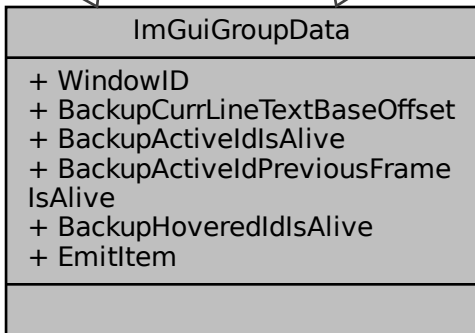 ImGuiGroupData
+ WindowID
+ BackupCurrLineTextBaseOffset
+ BackupActiveIdIsAlive
+ BackupActiveIdPreviousFrame
IsAlive
+ BackupHoveredIdIsAlive
+ EmitItem